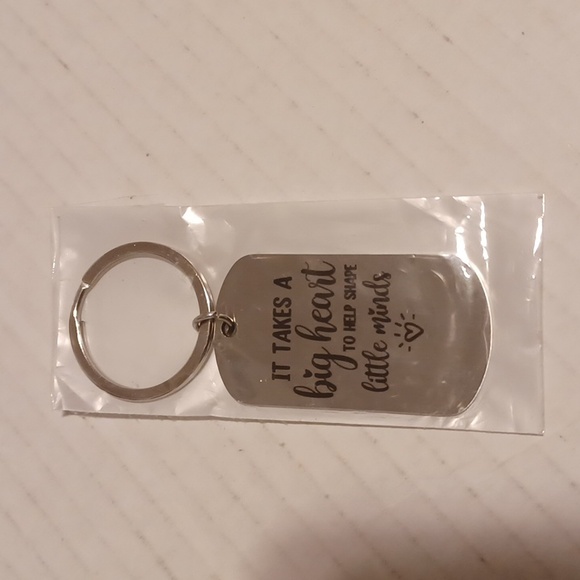 IT TAKES A
big heart
TO HELP SHAPE
little minds